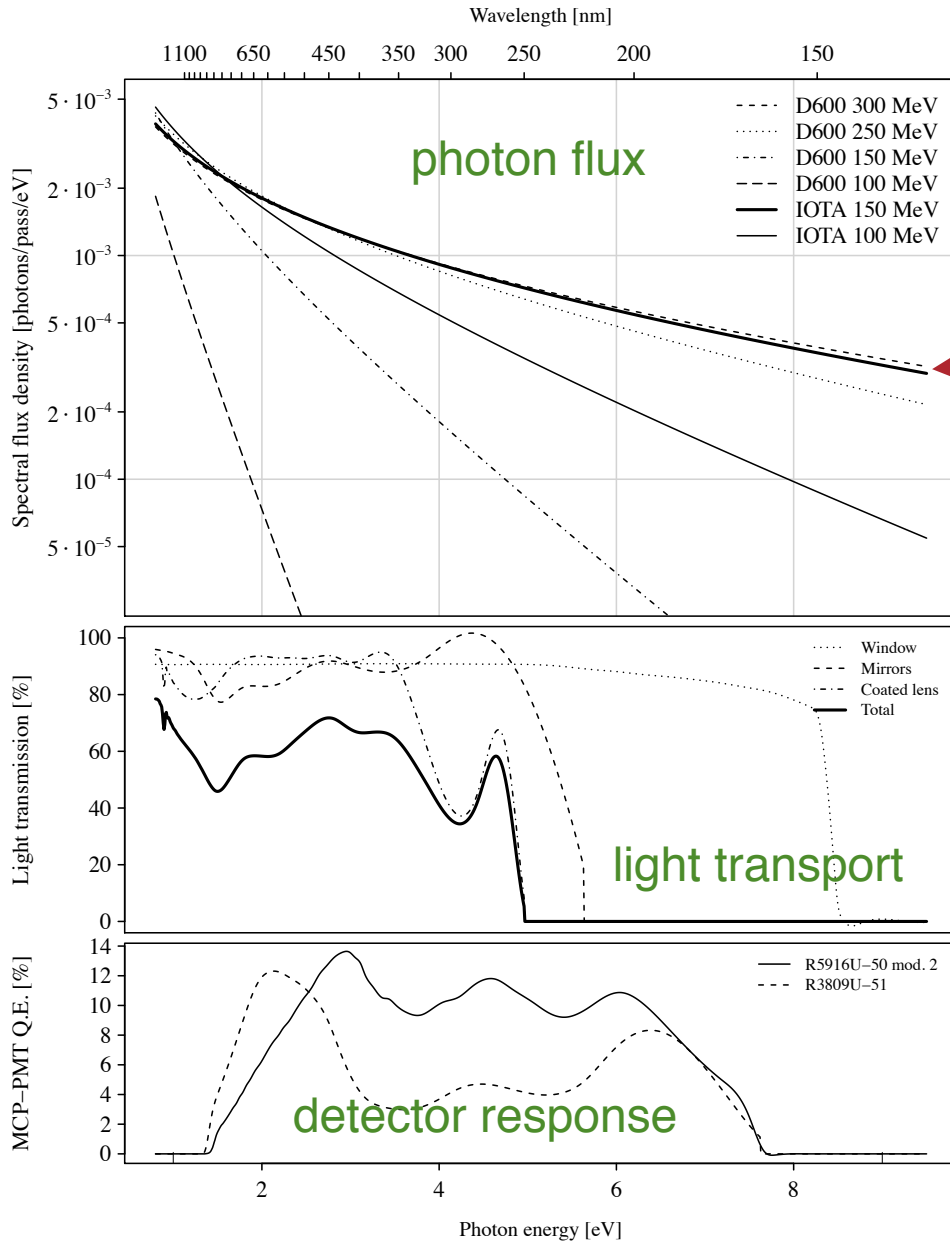 Wavelength [nm]
1100 650 450 350 300 250 200 150
Spectral flux density [photons/pass/eV]
5 · 10⁻³
2 · 10⁻³
10⁻³
5 · 10⁻⁴
2 · 10⁻⁴
10⁻⁴
5 · 10⁻⁵
photon flux
D600 300 MeV
D600 250 MeV
D600 150 MeV
D600 100 MeV
IOTA 150 MeV
IOTA 100 MeV
Light transmission [%]
100
80
60
40
20
0
Window
Mirrors
Coated lens
Total
light transport
MCP–PMT Q.E. [%]
14
12
10
8
6
4
2
0
R5916U–50 mod. 2
R3809U–51
detector response
2 4 6 8
Photon energy [eV]